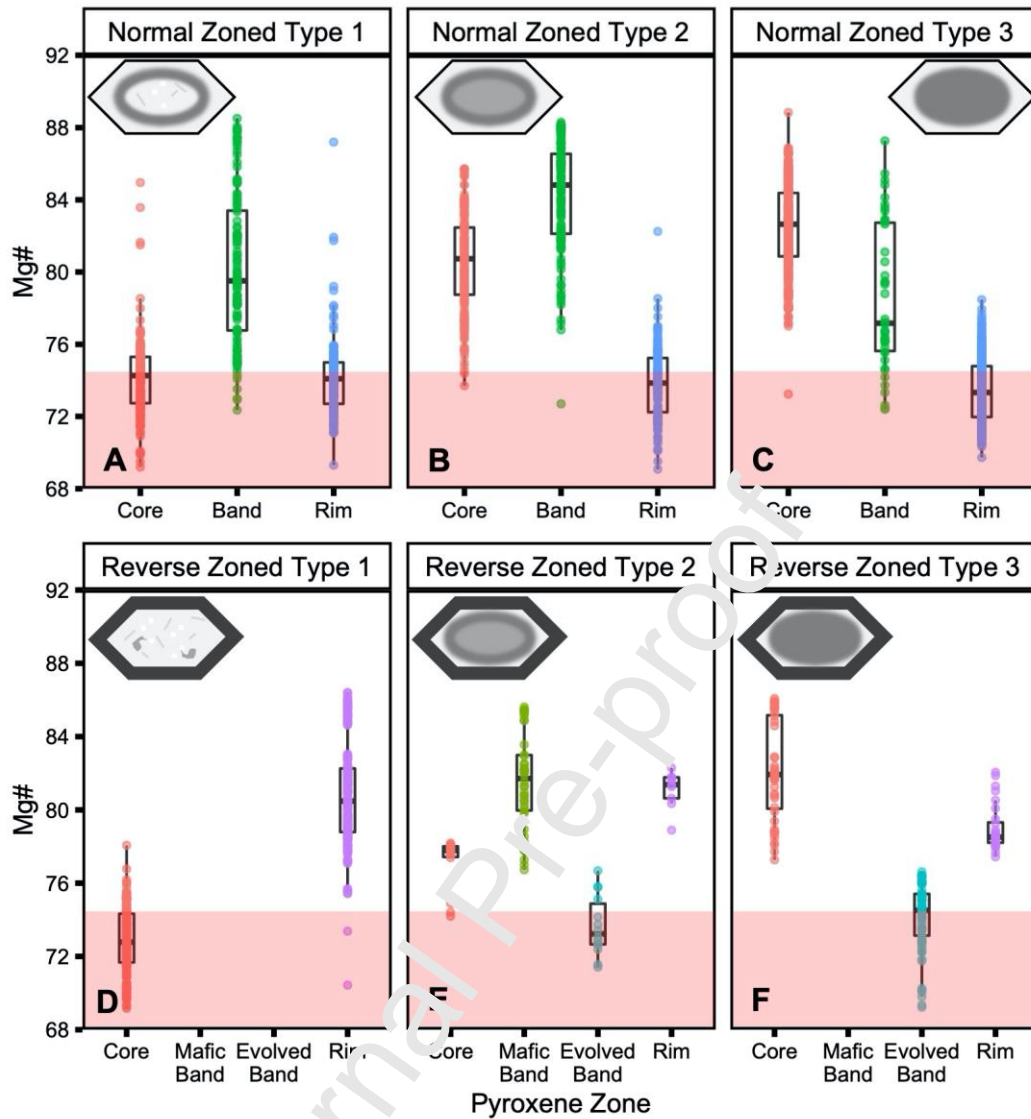 Normal Zoned Type 1 Normal Zoned Type 2 Normal Zoned Type 3
92
88
84
80
76
72
68
Mg#
A B C
Core Band Rim Core Band Rim Core Band Rim
Reverse Zoned Type 1 Reverse Zoned Type 2 Reverse Zoned Type 3
92
88
84
80
76
72
68
Mg#
D E F
Core Mafic Band Evolved Band Rim Core Mafic Band Evolved Band Rim Core Mafic Band Evolved Band Rim
Pyroxene Zone
rnal Pre-proof